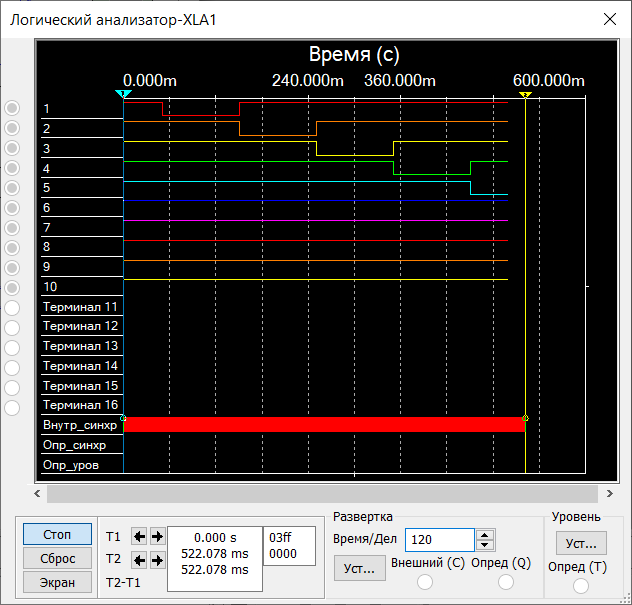 Логический анализатор-XLA1
Время (с)
0.000m 240.000m 360.000m 600.000m
1
2
3
4
5
6
7
8
9
10
Терминал 11
Терминал 12
Терминал 13
Терминал 14
Терминал 15
Терминал 16
Внутр_синхр
Опр_синхр
Опр_уров
Стоп
Сброс
Экран
T1
T2
T2-T1
0.000 s
522.078 ms
522.078 ms
03ff
0000
Развертка
Время/Дел 120
Уст...
Внешний (C) Опред (Q)
Уровень
Уст...
Опред (T)